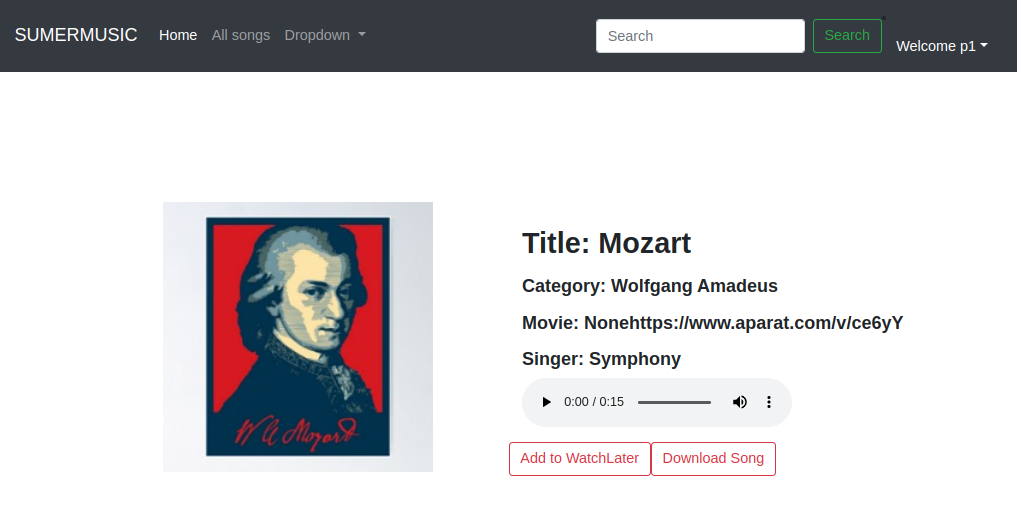 SUMERMUSIC Home All songs Dropdown Search Search Welcome p1
Title: Mozart
Category: Wolfgang Amadeus
Movie: Nonehttps://www.aparat.com/v/ce6yY
Singer: Symphony
0:00 / 0:15
W A Mozart
Add to WatchLater Download Song